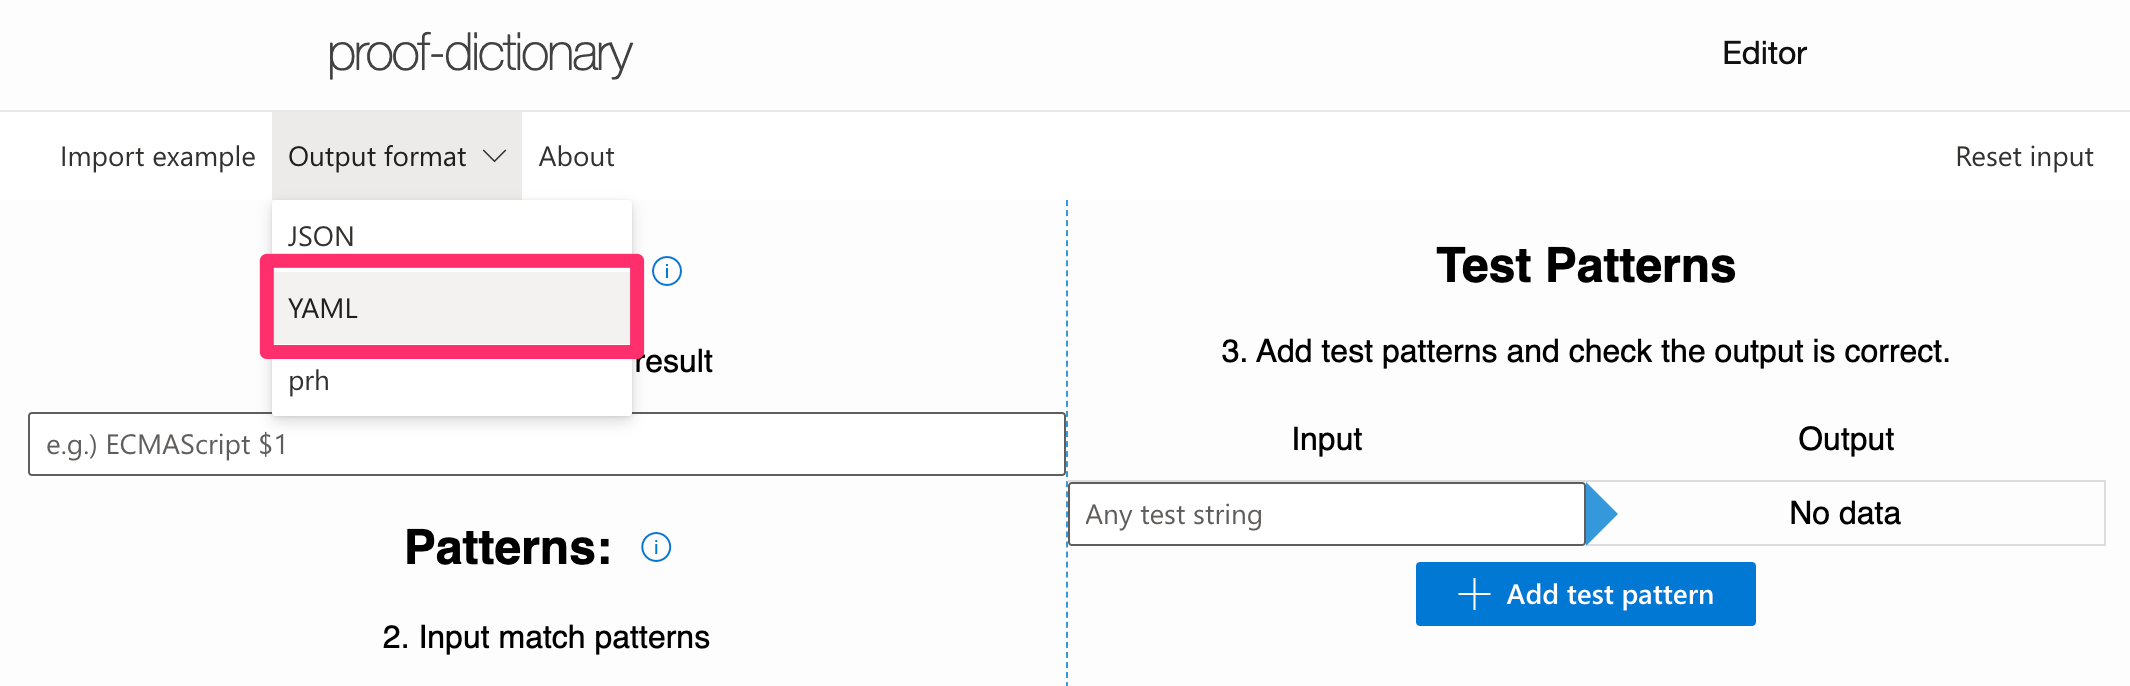 proof-dictionary
Editor
Import example
Output format
About
Reset input
JSON
YAML
prh
result
e.g.) ECMAScript $1
Patterns:
2. Input match patterns
Test Patterns
3. Add test patterns and check the output is correct.
Input
Output
Any test string
No data
Add test pattern